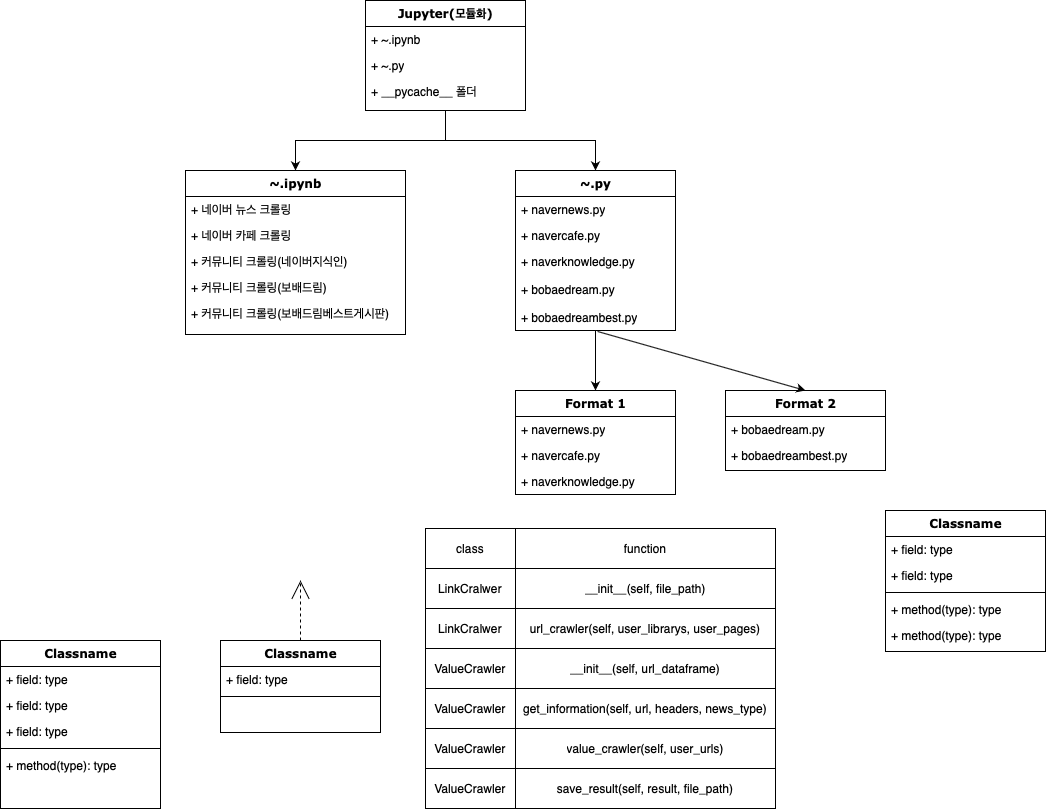 Jupyter(모듈화)
+ ~.ipynb
+ ~.py
+ __pycache__ 폴더
~.ipynb
+ 네이버 뉴스 크롤링
+ 네이버 카페 크롤링
+ 커뮤니티 크롤링(네이버지식인)
+ 커뮤니티 크롤링(보배드림)
+ 커뮤니티 크롤링(보배드림베스트게시판)
~.py
+ navernews.py
+ navercafe.py
+ naverknowledge.py
+ bobaedream.py
+ bobaedreambest.py
Format 1
+ navernews.py
+ navercafe.py
+ naverknowledge.py
Format 2
+ bobaedream.py
+ bobaedreambest.py
Classname
+ field: type
+ field: type
+ method(type): type
+ method(type): type
class function
LinkCralwer __init__(self, file_path)
LinkCralwer url_crawler(self, user_librarys, user_pages)
ValueCrawler __init__(self, url_dataframe)
ValueCrawler get_information(self, url, headers, news_type)
ValueCrawler value_crawler(self, user_urls)
ValueCrawler save_result(self, result, file_path)
Classname
+ field: type
+ field: type
+ field: type
+ method(type): type
Classname
+ field: type